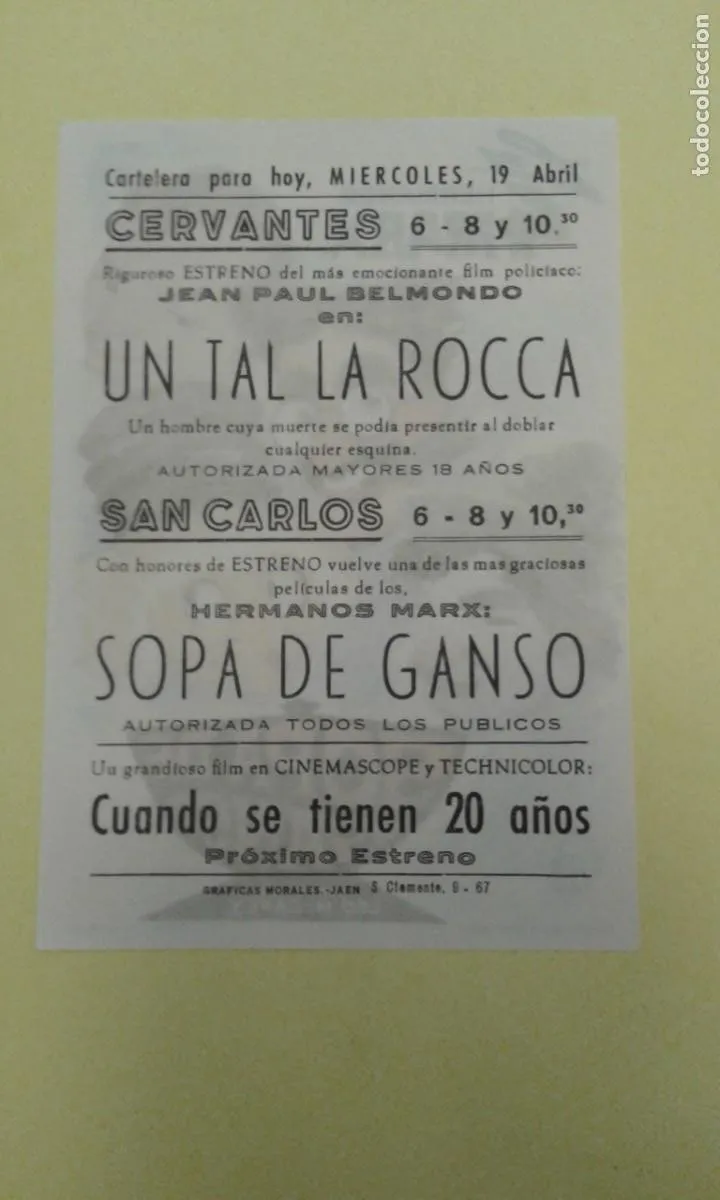 Cartelera para hoy, MIERCOLES, 19 Abril
CERVANTES 6 - 8 y 10.30
Riguroso ESTRENO del más emocionante film policíaco:
JEAN PAUL BELMONDO
en:
UN TAL LA ROCCA
Un hombre cuya muerte se podía presentir al doblar
cualquier esquina.
AUTORIZADA MAYORES 18 AÑOS
SAN CARLOS 6 - 8 y 10,30
Con honores de ESTRENO vuelve una de las mas graciosas
películas de los,
HERMANOS MARX:
SOPA DE GANSO
AUTORIZADA TODOS LOS PUBLICOS
Un grandioso film en CINEMASCOPE y TECHNICOLOR:
Cuando se tienen 20 años
Próximo Estreno
GRAFICAS MORALES.-JAEN S. Clemente, 9 - 67
todocoleccion